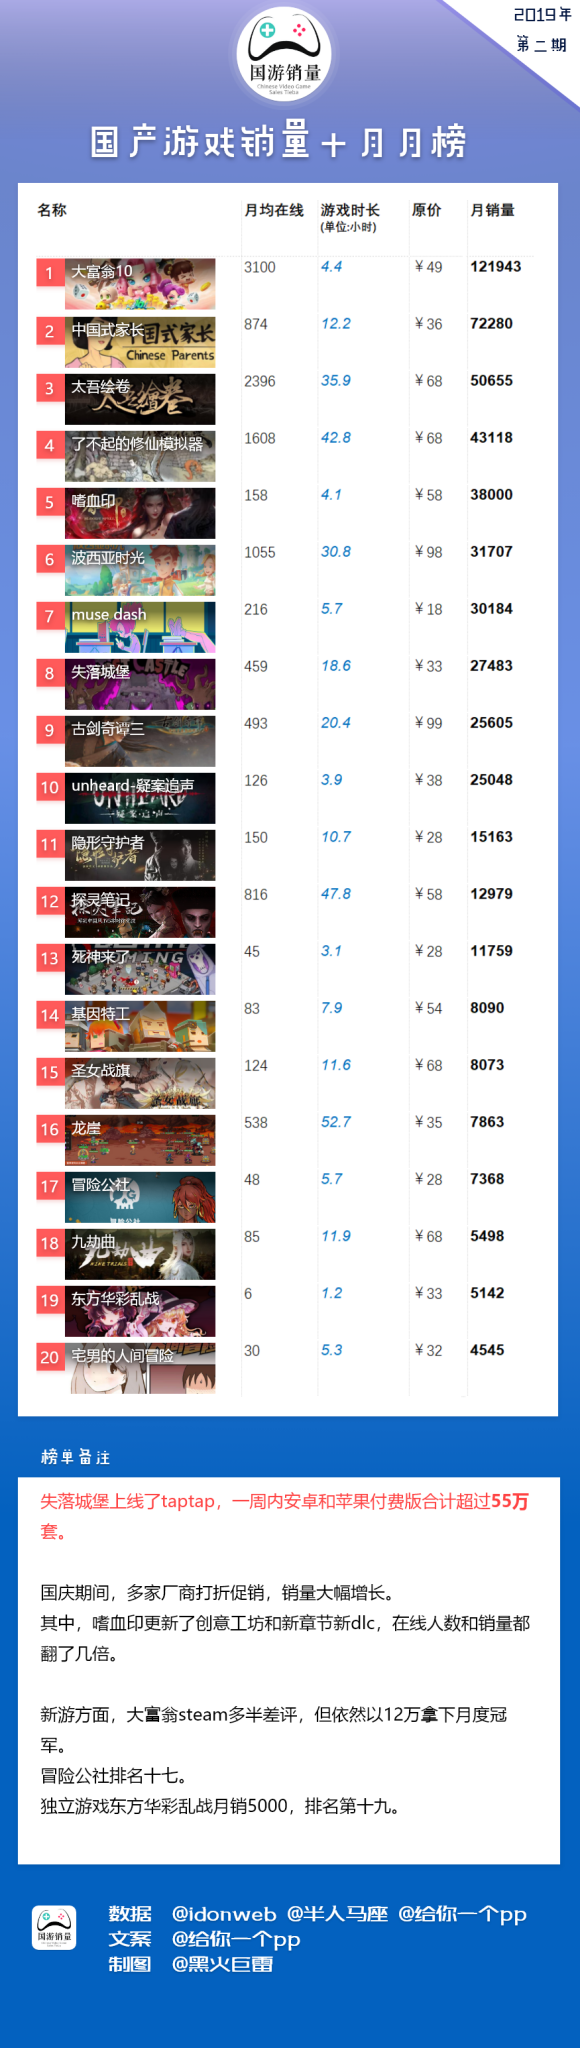 2019年
第二期
国游销量
Chinese Video Game
Sales Tieba
国产游戏销量十月月榜
名称 月均在线 游戏时长 原价 月销量
(单位:小时)
1 大富翁10 3100 4.4 ￥49 121943
2 中国式家长 874 12.2 ￥36 72280
中国式家长
Chinese Parents
3 太吾绘卷 2396 35.9 ￥68 50655
4 了不起的修仙模拟器 1608 42.8 ￥68 43118
5 嗜血印 158 4.1 ￥58 38000
6 波西亚时光 1055 30.8 ￥98 31707
7 muse dash 216 5.7 ￥18 30184
8 失落城堡 459 18.6 ￥33 27483
CASTLE
9 古剑奇谭三 493 20.4 ￥99 25605
10 unheard-疑案追声 126 3.9 ￥38 25048
UNHEARD
疑案追声
11 隐形守护者 150 10.7 ￥28 15163
12 探灵笔记 816 47.8 ￥58 12979
13 死神来了 45 3.1 ￥28 11759
14 基因特工 83 7.9 ￥54 8090
15 圣女战旗 124 11.6 ￥68 8073
圣女战旗
16 龙崖 538 52.7 ￥35 7863
17 冒险公社 48 5.7 ￥28 7368
冒险公社
18 九劫曲 85 11.9 ￥68 5498
九劫曲
NINE TRIALS
19 东方华彩乱战 6 1.2 ￥33 5142
20 宅男的人间冒险 30 5.3 ￥32 4545
榜单备注
失落城堡上线了taptap，一周内安卓和苹果付费版合计超过55万
套。
国庆期间，多家厂商打折促销，销量大幅增长。
其中，嗜血印更新了创意工坊和新章节新dlc，在线人数和销量都
翻了几倍。
新游方面，大富翁steam多半差评，但依然以12万拿下月度冠
军。
冒险公社排名十七。
独立游戏东方华彩乱战月销5000，排名第十九。
国游销量
数据 @idonweb @半人马座 @给你一个pp
文案 @给你一个pp
制图 @黑火巨雷